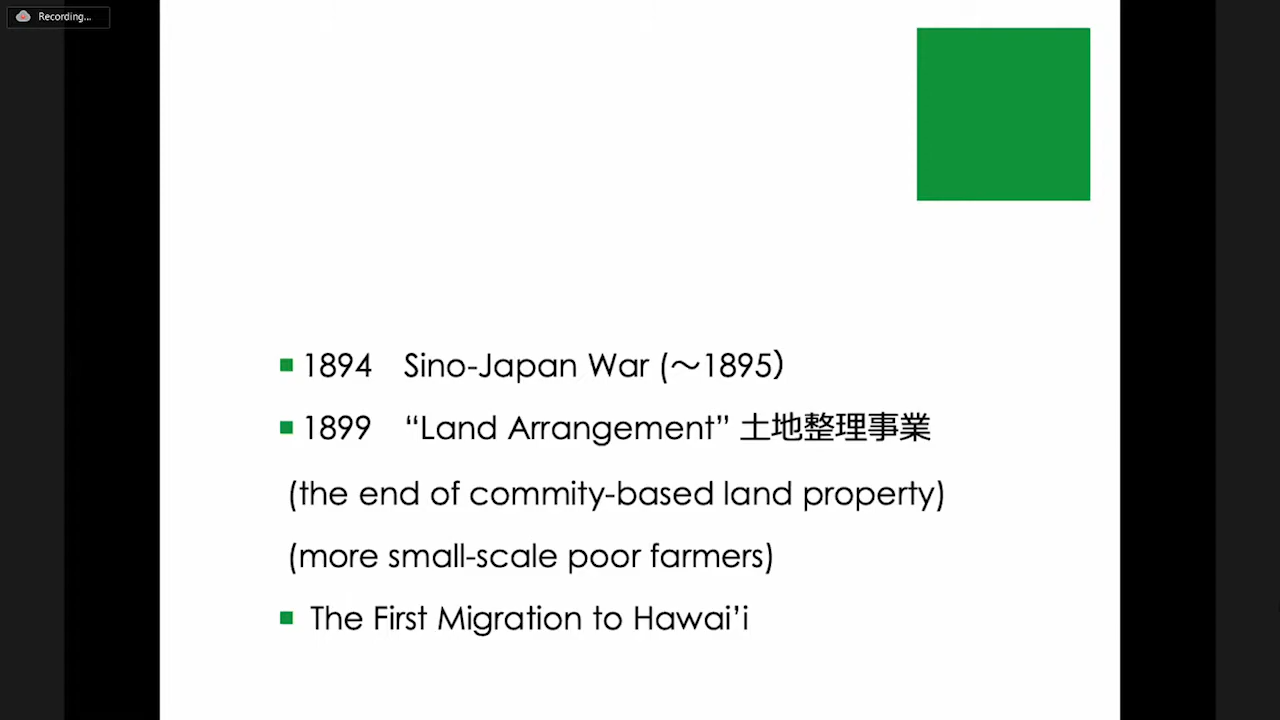 Recording...
1894 Sino-Japan War (～1895）
1899 “Land Arrangement” 土地整理事業
(the end of commity-based land property)
(more small-scale poor farmers)
The First Migration to Hawai’i